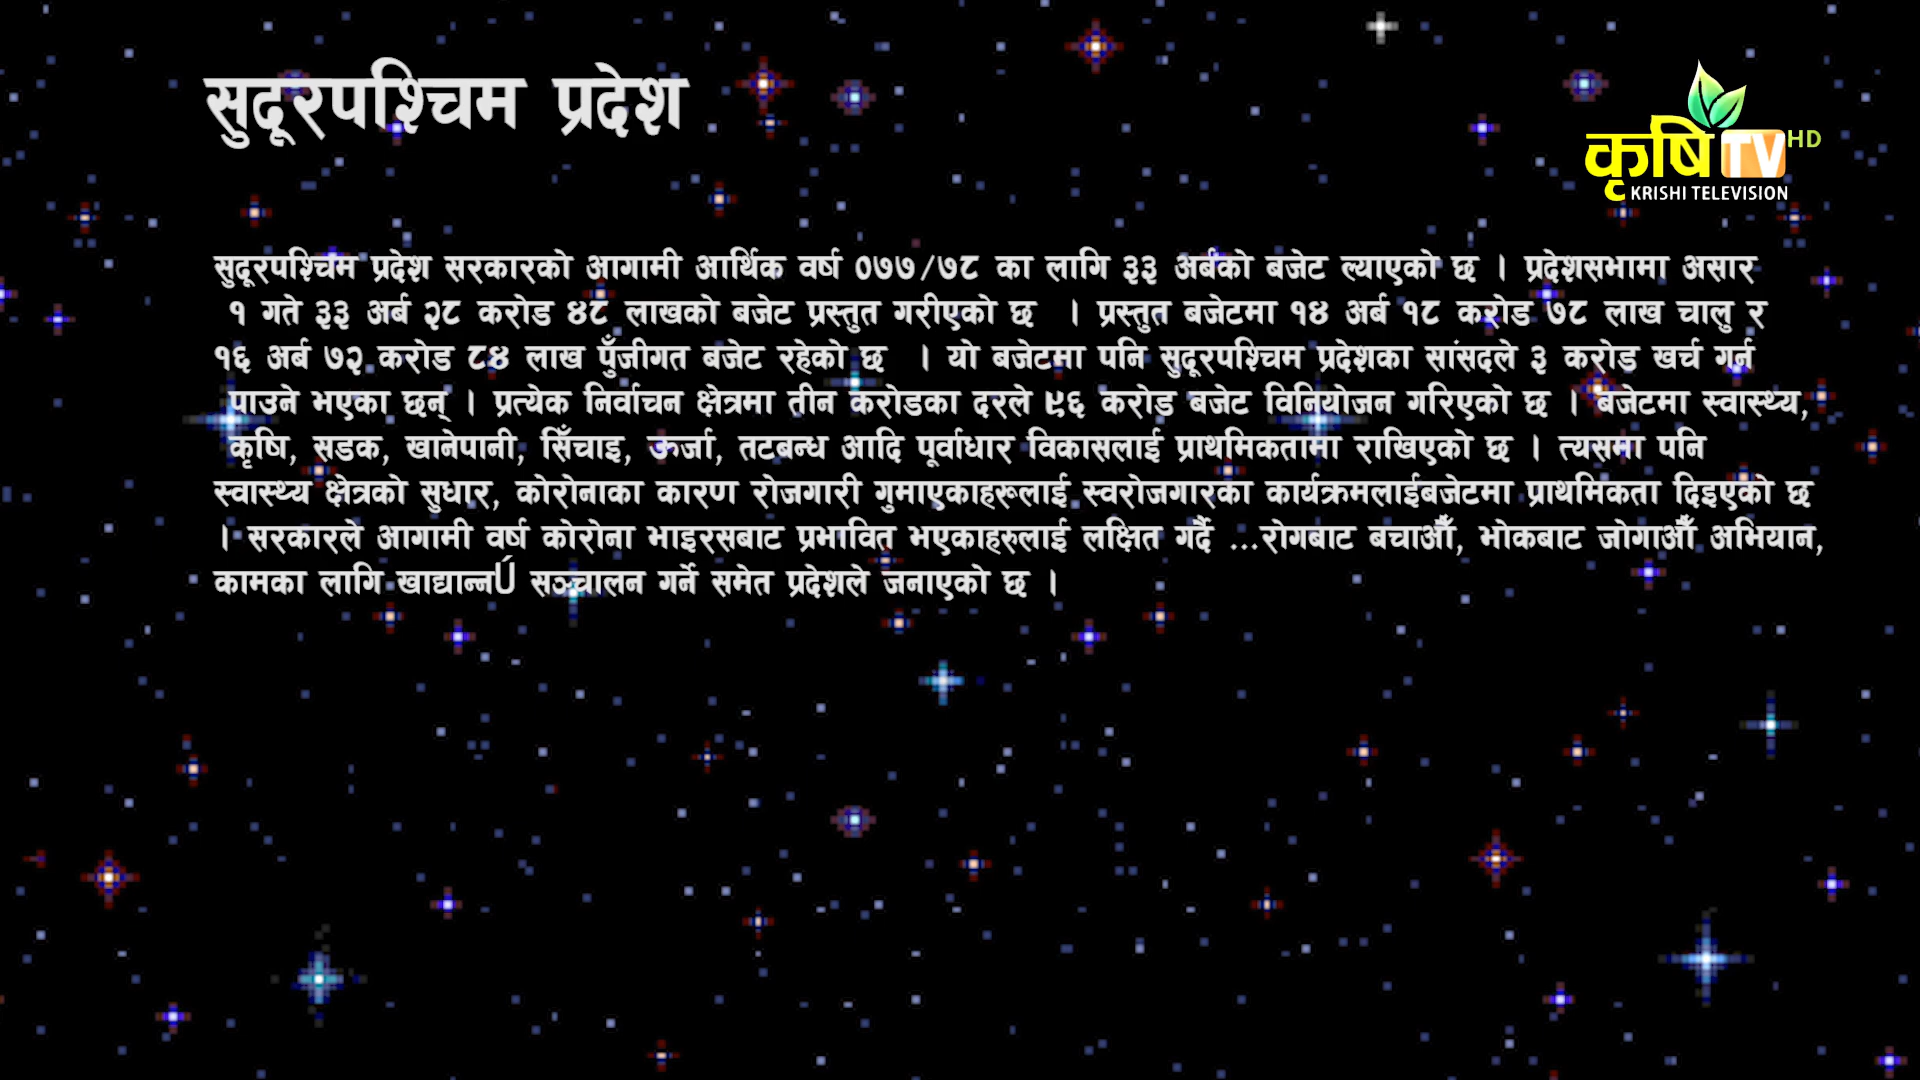 सुदूरपश्चिम प्रदेश
कृषि TV HD
KRISHI TELEVISION
सुदूरपश्चिम प्रदेश सरकारको आगामी आर्थिक वर्ष ०७७/७८ का लागि ३३ अर्बको बजेट ल्याएको छ । प्रदेशसभामा असार
१ गते ३३ अर्ब २८ करोड ४८ लाखको बजेट प्रस्तुत गरीएको छ । प्रस्तुत बजेटमा १४ अर्ब १८ करोड ७८ लाख चालु र
१६ अर्ब ७२ करोड ८४ लाख पुँजीगत बजेट रहेको छ । यो बजेटमा पनि सुदूरपश्चिम प्रदेशका सांसदले ३ करोड खर्च गर्न
पाउने भएका छन् । प्रत्येक निर्वाचन क्षेत्रमा तीन करोडका दरले ९६ करोड बजेट विनियोजन गरिएको छ । बजेटमा स्वास्थ्य,
कृषि, सडक, खानेपानी, सिँचाइ, ऊर्जा, तटबन्ध आदि पूर्वाधार विकासलाई प्राथमिकतामा राखिएको छ । त्यसमा पनि
स्वास्थ्य क्षेत्रको सुधार, कोरोनाका कारण रोजगारी गुमाएकाहरूलाई स्वरोजगारका कार्यक्रमलाईबजेटमा प्राथमिकता दिइएको छ
। सरकारले आगामी वर्ष कोरोना भाइरसबाट प्रभावित भएकाहरुलाई लक्षित गर्दै ...रोगबाट बचाऔँ, भोकबाट जोगाऔँ अभियान,
कामका लागि खाद्यान्नÚ सञ्चालन गर्ने समेत प्रदेशले जनाएको छ ।